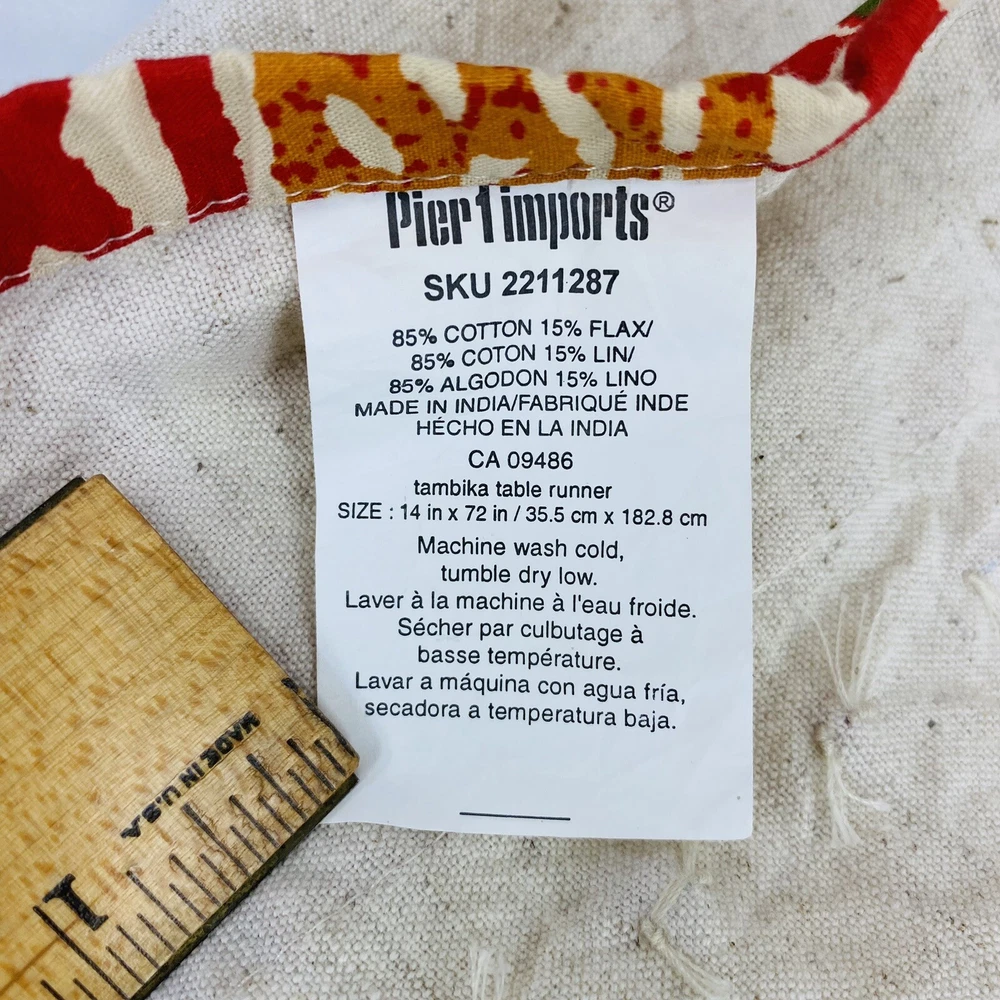 Pier 1 imports®
SKU 2211287
85% COTTON 15% FLAX/
85% COTON 15% LIN/
85% ALGODON 15% LINO
MADE IN INDIA/FABRIQUÉ INDE
HÉCHO EN LA INDIA
CA 09486
tambika table runner
SIZE : 14 in x 72 in / 35.5 cm x 182.8 cm
Machine wash cold,
tumble dry low.
Laver à la machine à l'eau froide.
Sécher par culbutage à
basse température.
Lavar a máquina con agua fría,
secadora a temperatura baja.
MADE IN U.S.A
1